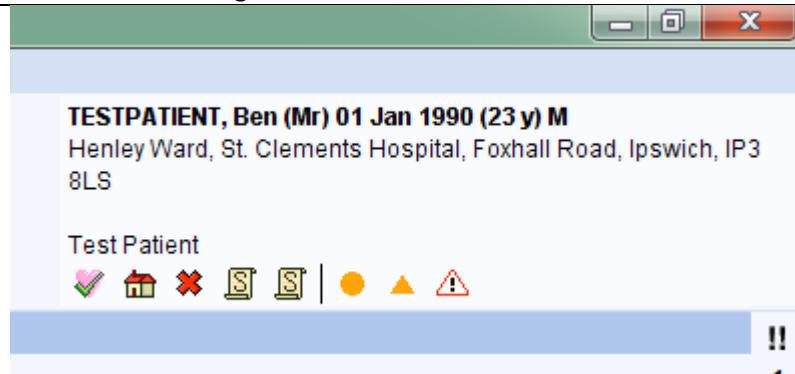 TESTPATIENT, Ben (Mr) 01 Jan 1990 (23 y) M
Henley Ward, St. Clements Hospital, Foxhall Road, Ipswich, IP3
8LS
Test Patient
!!